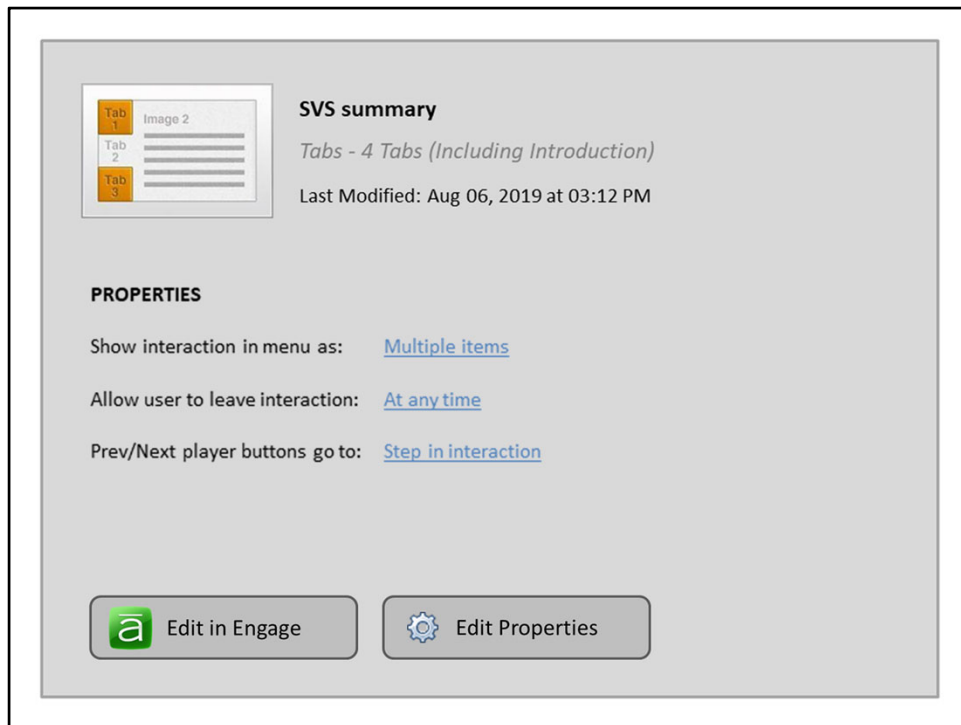 Tab
1
Image 2
Tab
2
Tab
3
SVS summary
Tabs - 4 Tabs (Including Introduction)
Last Modified: Aug 06, 2019 at 03:12 PM
PROPERTIES
Show interaction in menu as: Multiple items
Allow user to leave interaction: At any time
Prev/Next player buttons go to: Step in interaction
ā Edit in Engage
Edit Properties